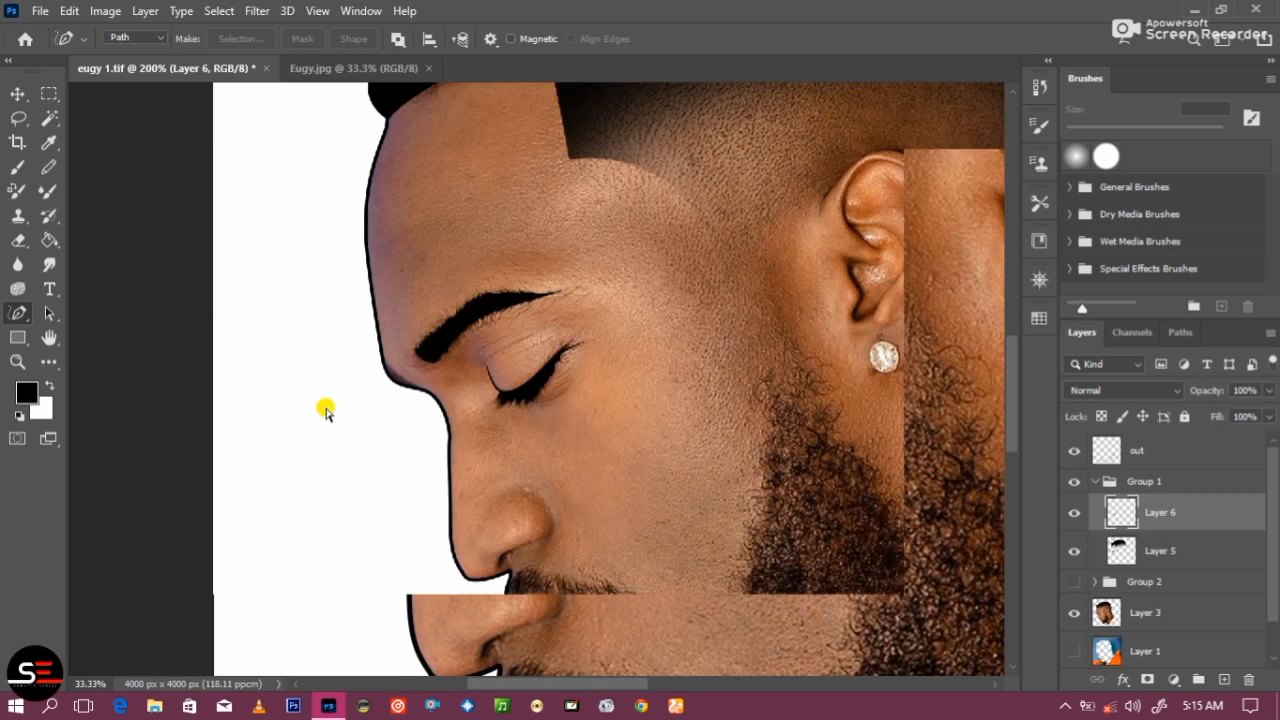 Ps File Edit Image Layer Type Select Filter 3D View Window Help
Apowersoft
Screen Recorder
Path Make: Selection... Mask Shape Magnetic Align Edges
eugy 1.tif @ 200% (Layer 6, RGB/8) * × Eugy.jpg @ 33.3% (RGB/8) ×
Brushes
Size:
General Brushes
Dry Media Brushes
Wet Media Brushes
Special Effects Brushes
Layers Channels Paths
Kind
Normal Opacity: 100%
Lock: Fill: 100%
out
Group 1
Layer 6
Layer 5
Group 2
Layer 3
Layer 1
SE
33.33% 4000 px x 4000 px (118.11 ppcm)
5:15 AM